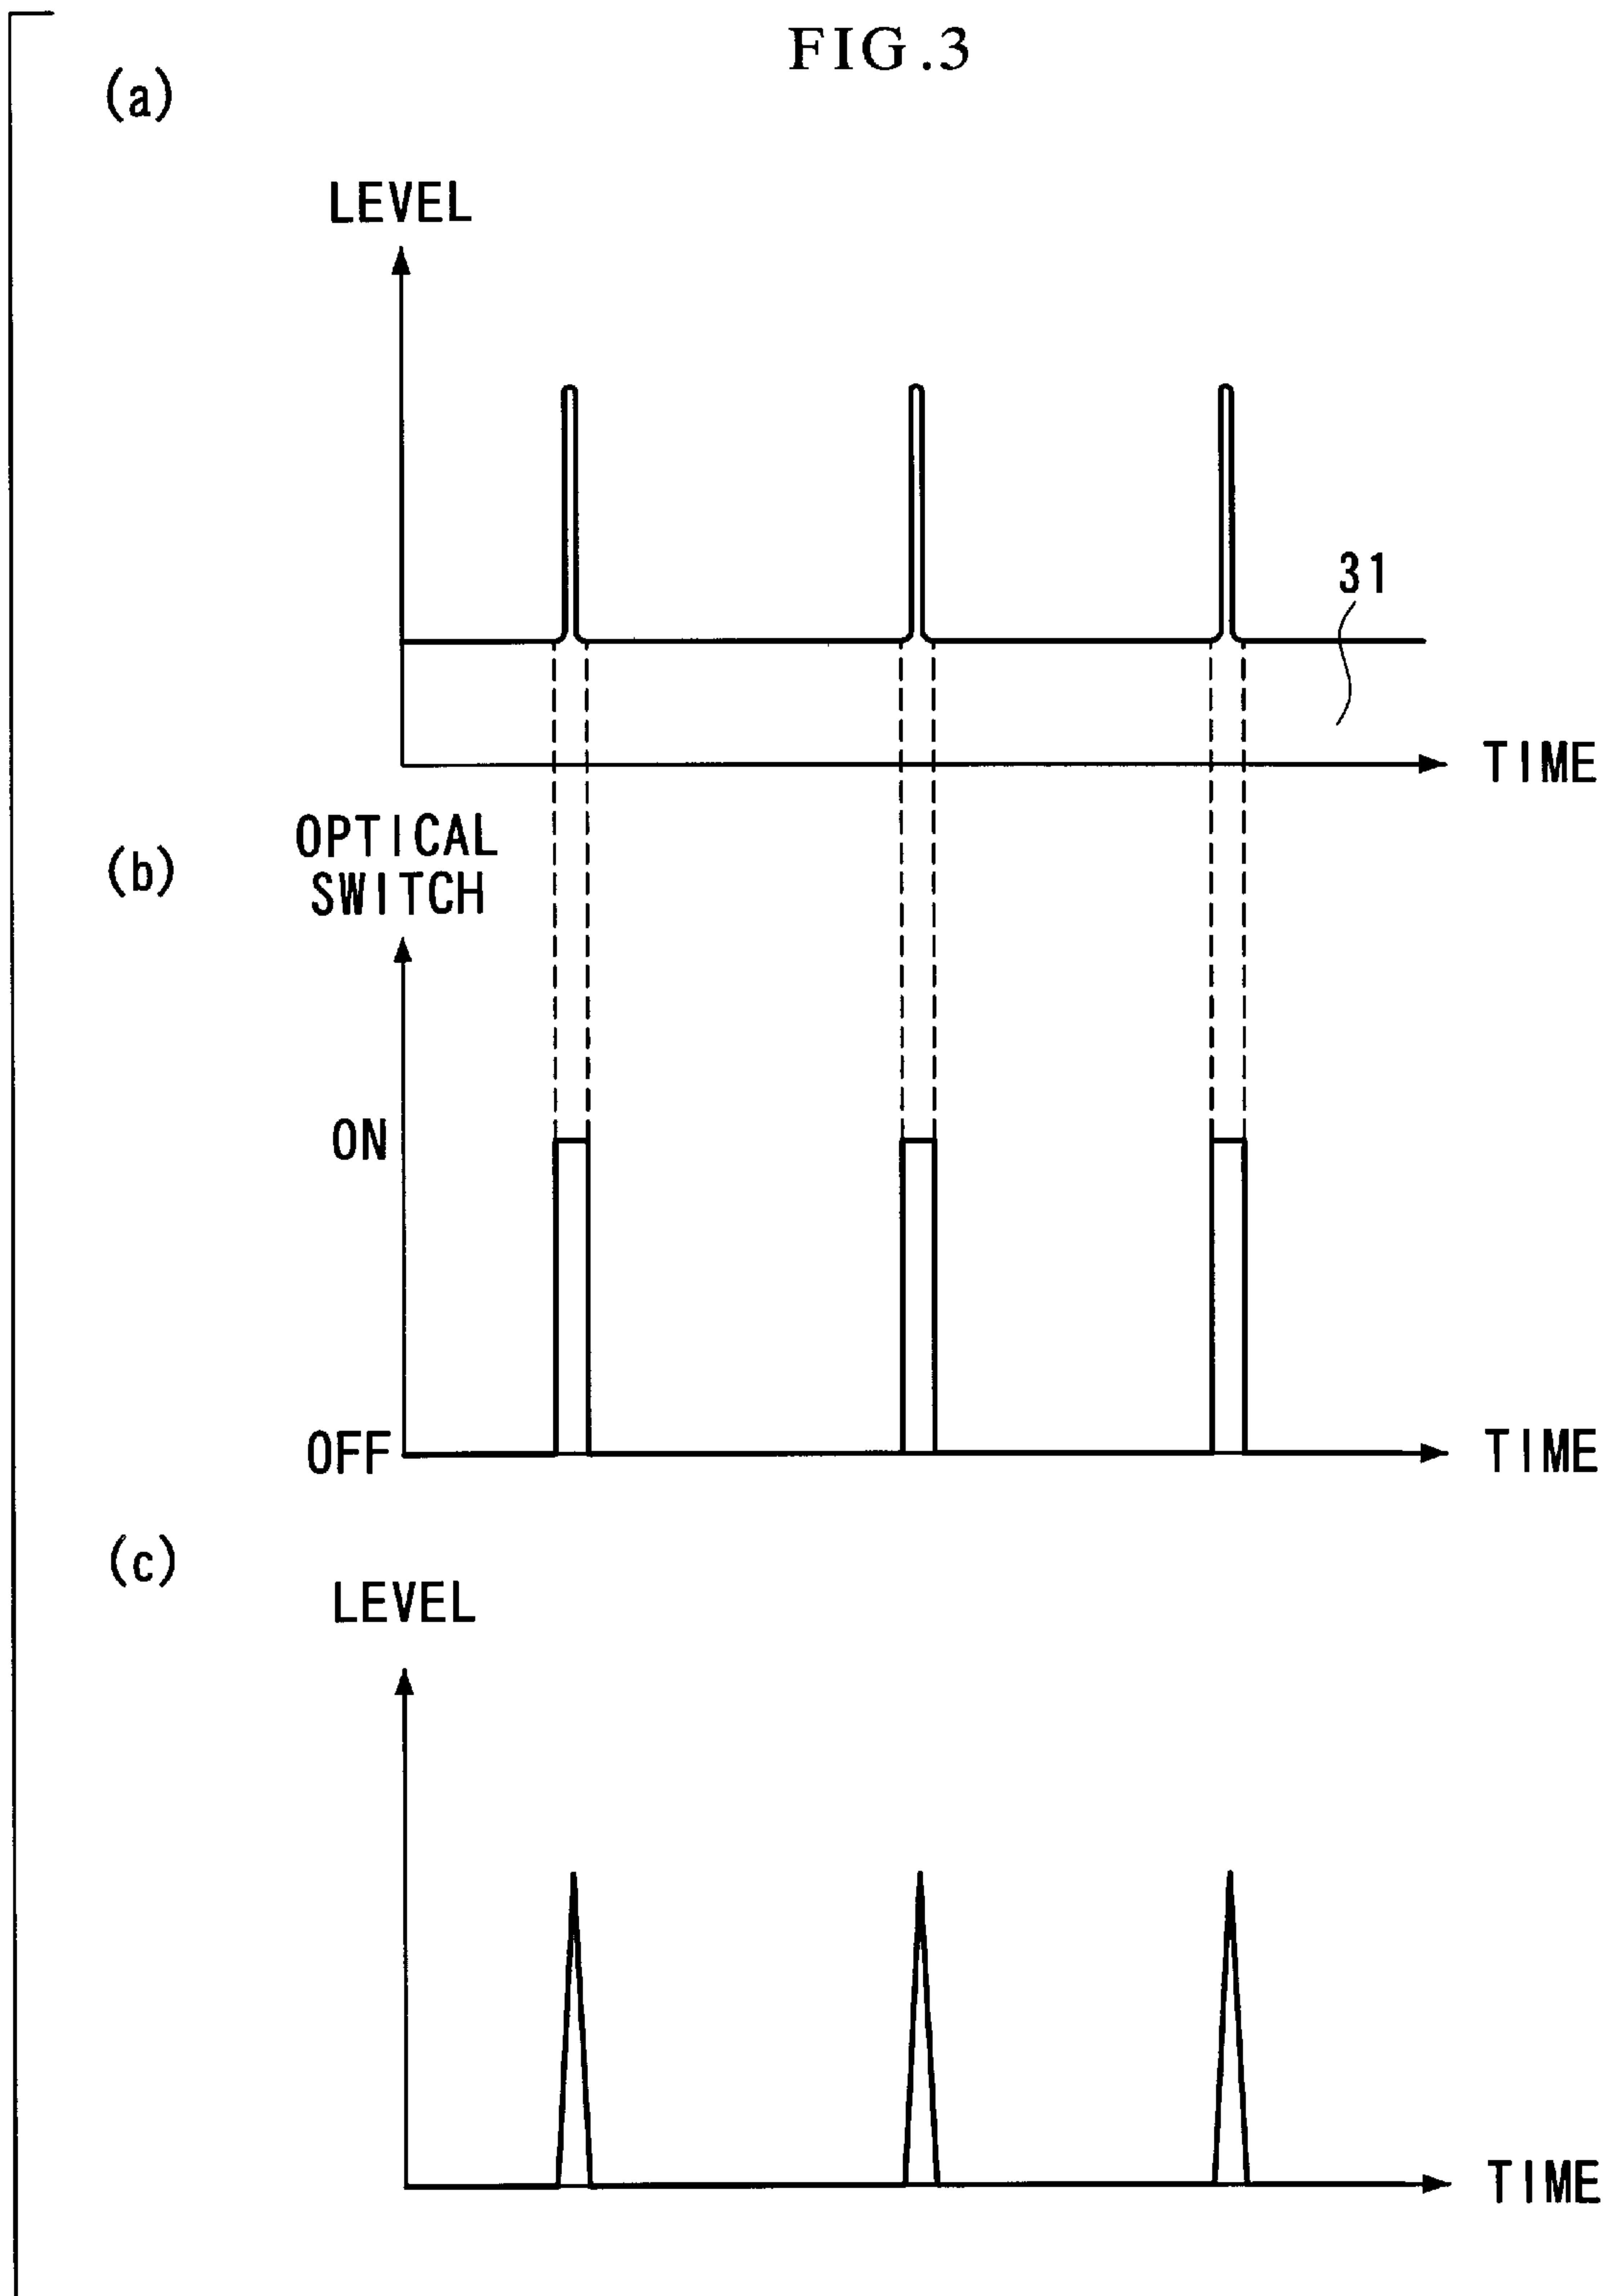 FIG.3
(a)
LEVEL
31
TIME
(b)
OPTICAL
SWITCH
ON
OFF
TIME
(c)
LEVEL
TIME